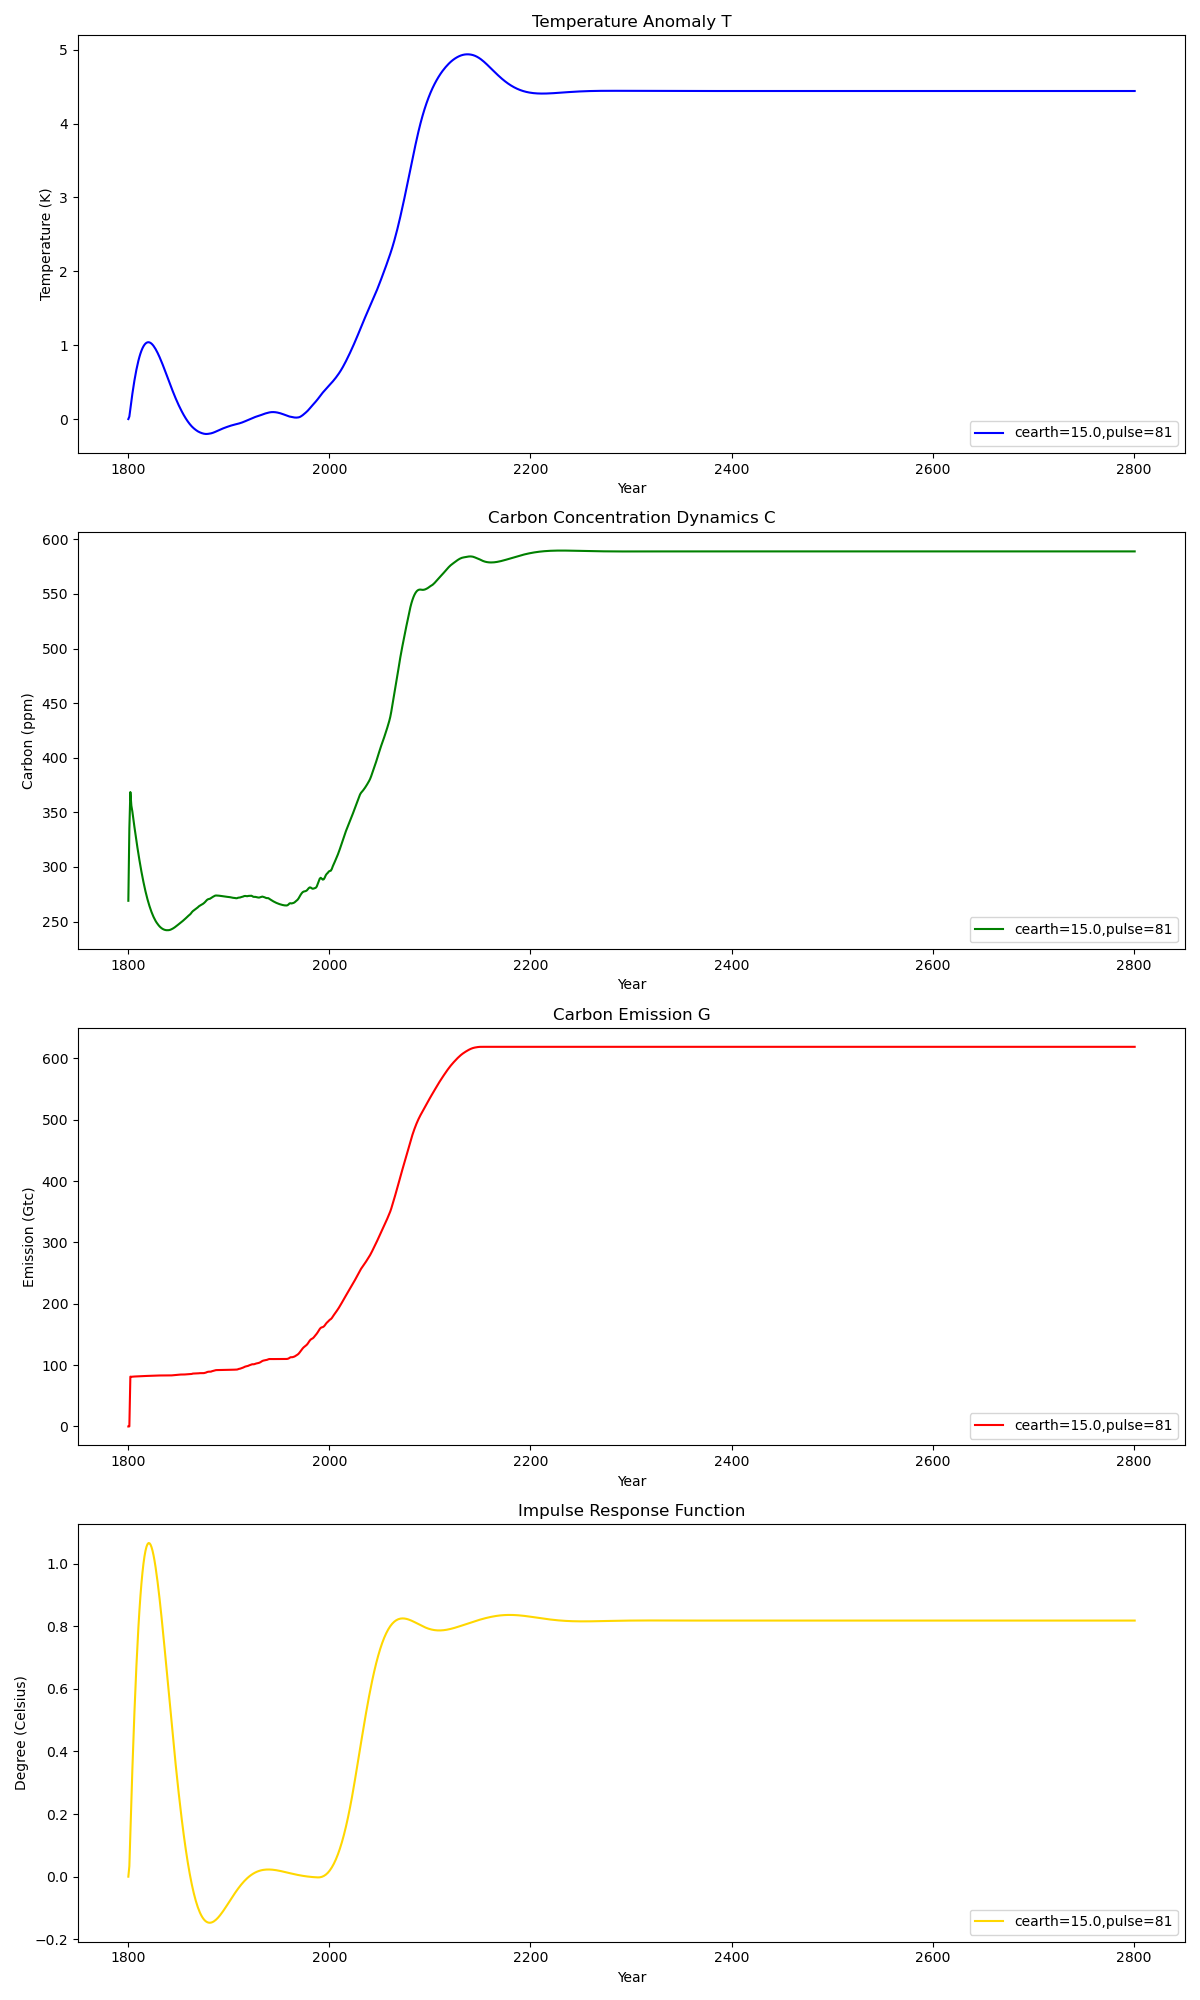 Temperature Anomaly T
5
4
3
2
1
0
Temperature (K)
cearth=15.0,pulse=81
1800 2000 2200 2400 2600 2800
Year
Carbon Concentration Dynamics C
600
550
500
450
400
350
300
250
Carbon (ppm)
cearth=15.0,pulse=81
1800 2000 2200 2400 2600 2800
Year
Carbon Emission G
600
500
400
300
200
100
0
Emission (Gtc)
cearth=15.0,pulse=81
1800 2000 2200 2400 2600 2800
Year
Impulse Response Function
1.0
0.8
0.6
0.4
0.2
0.0
−0.2
Degree (Celsius)
cearth=15.0,pulse=81
1800 2000 2200 2400 2600 2800
Year